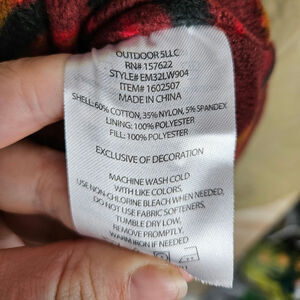 OUTDOOR 5LLC
RN# 157622
STYLE# EM32LW904
ITEM# 1602507
MADE IN CHINA
SHELL: 60% COTTON, 35% NYLON, 5% SPANDEX
LINING: 100% POLYESTER
FILL: 100% POLYESTER
EXCLUSIVE OF DECORATION
MACHINE WASH COLD
WITH LIKE COLORS,
USE NON-CHLORINE BLEACH WHEN NEEDED,
DO NOT USE FABRIC SOFTENERS,
TUMBLE DRY LOW,
REMOVE PROMPTLY,
WARM IRON IF NEEDED